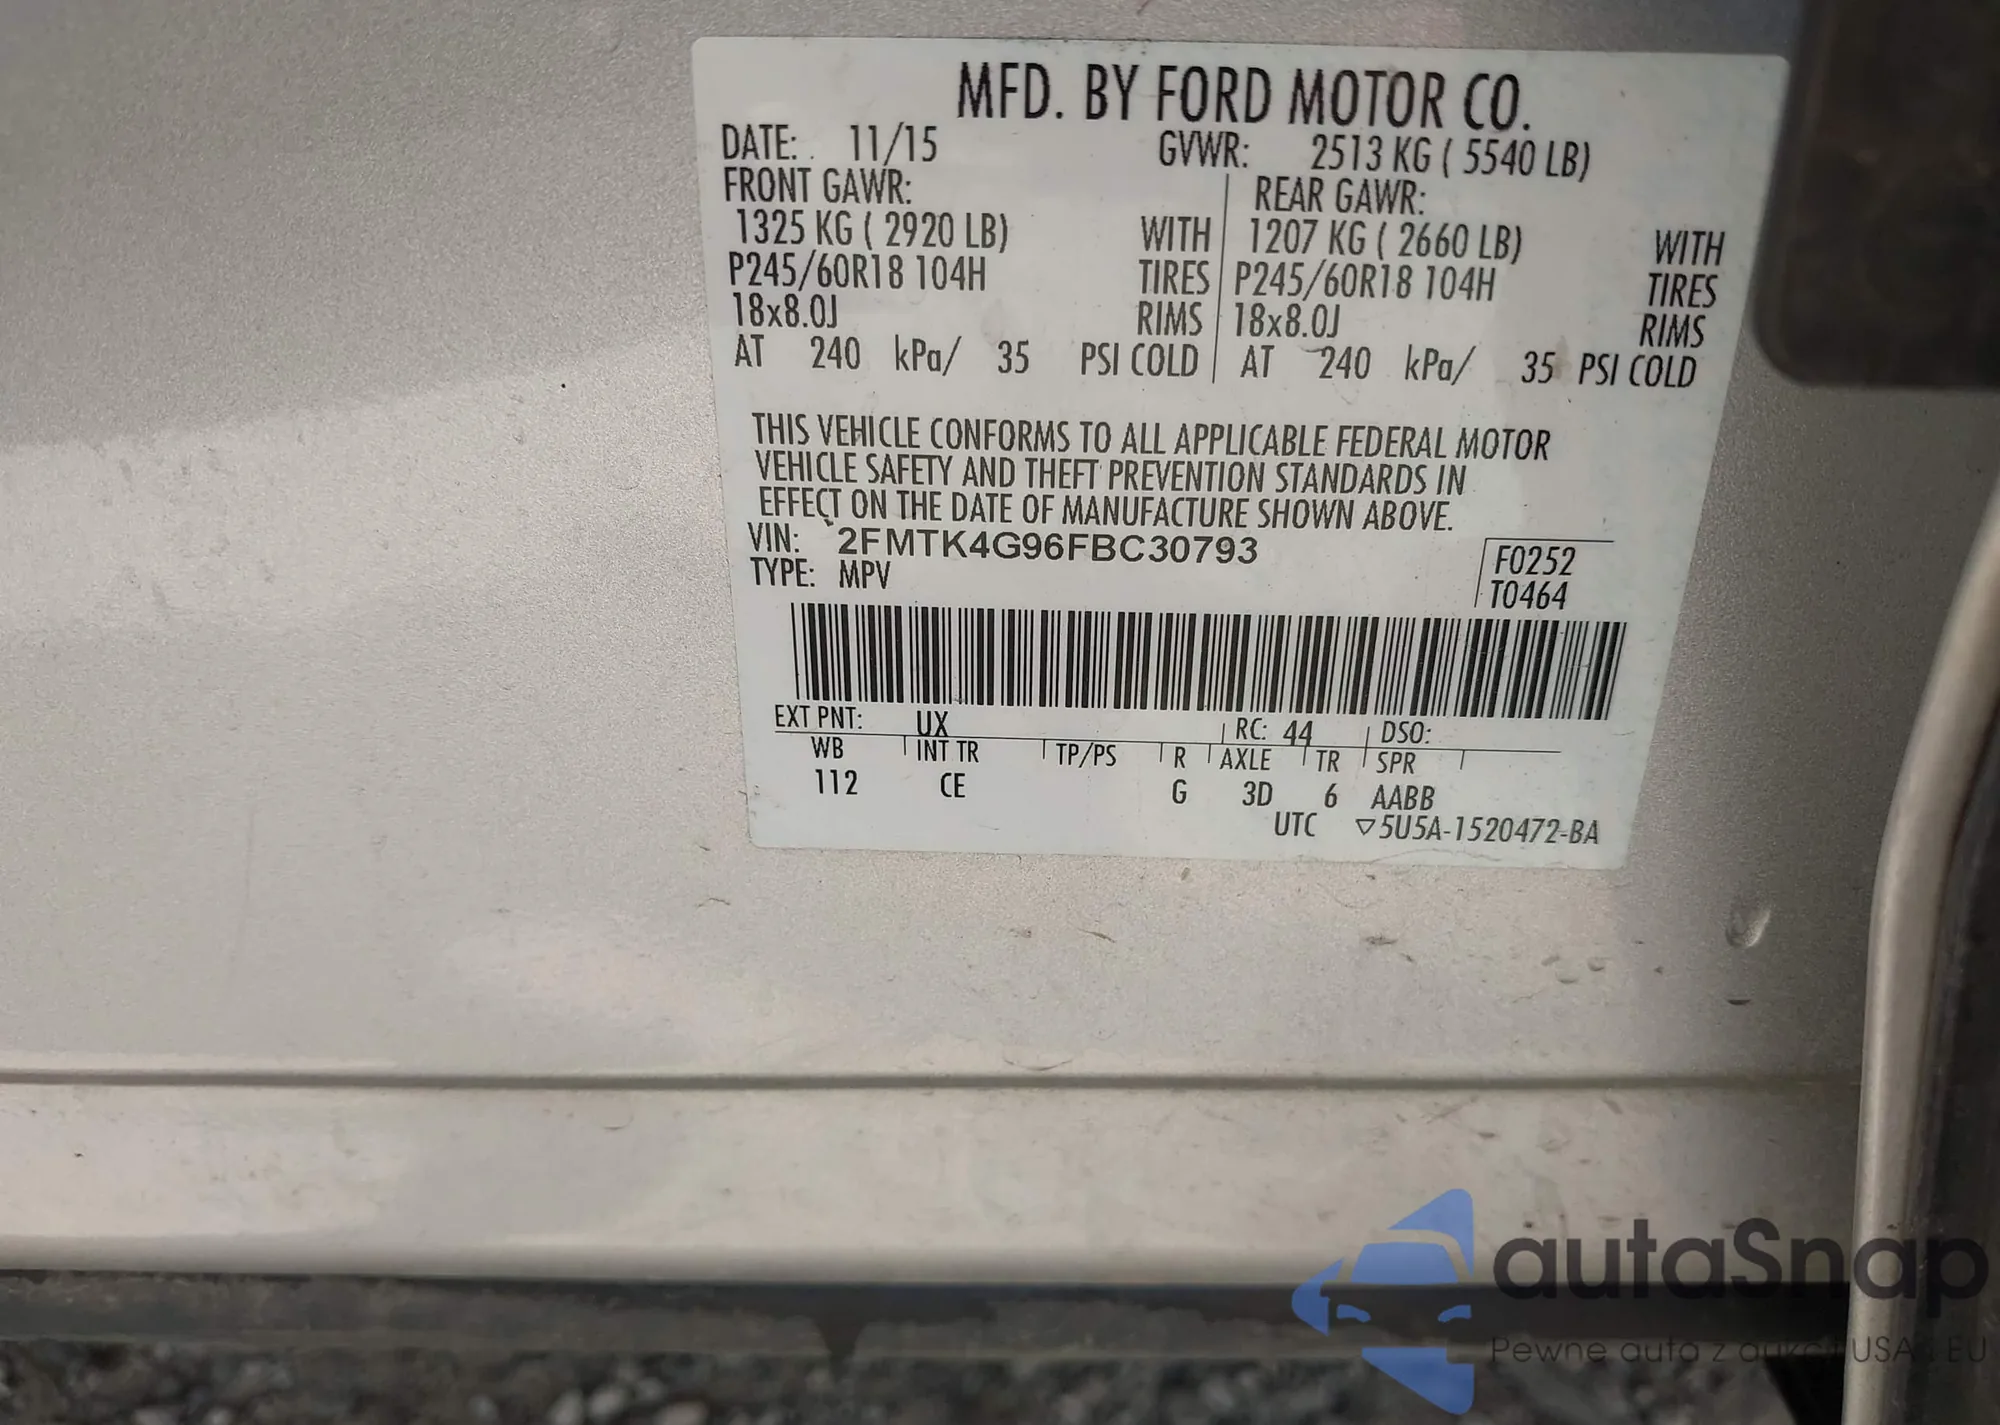 MFD. BY FORD MOTOR CO.
DATE: 11/15 GVWR: 2513 KG ( 5540 LB)
FRONT GAWR: REAR GAWR:
1325 KG ( 2920 LB) WITH 1207 KG ( 2660 LB) WITH
P245/60R18 104H TIRES P245/60R18 104H TIRES
18x8.0J RIMS 18x8.0J RIMS
AT 240 kPa/ 35 PSI COLD AT 240 kPa/ 35 PSI COLD
THIS VEHICLE CONFORMS TO ALL APPLICABLE FEDERAL MOTOR
VEHICLE SAFETY AND THEFT PREVENTION STANDARDS IN
EFFECT ON THE DATE OF MANUFACTURE SHOWN ABOVE.
VIN: 2FMTK4G96FBC30793
TYPE: MPV
F0252
T0464
EXT PNT: UX RC: 44 DSO:
WB INT TR TP/PS R AXLE TR SPR
112 CE G 3D 6 AABB
UTC ▽5U5A-1520472-BA
autaSnap
Pewne auta z aukcji USA EU